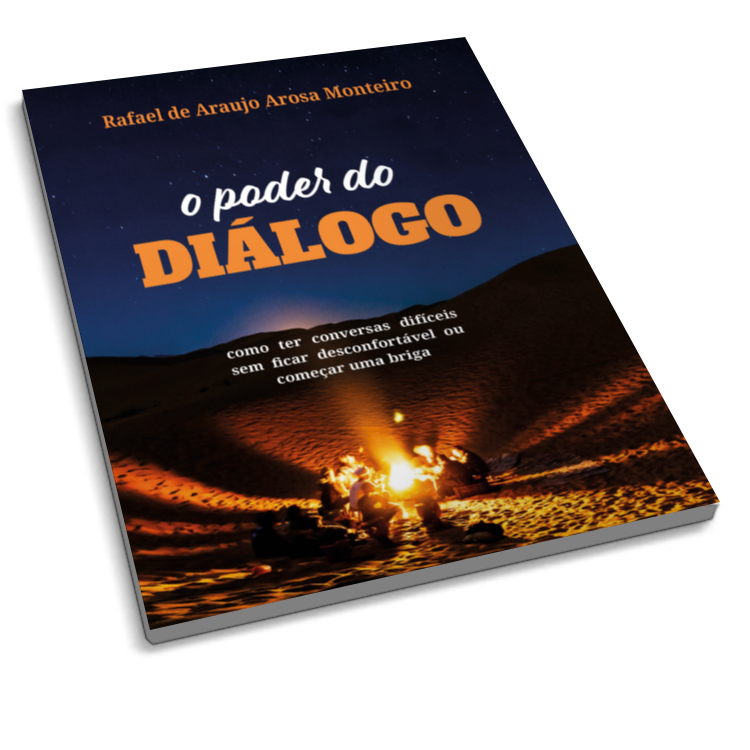 Rafael de Araujo Arosa Monteiro
o poder do
DIÁLOGO
como ter conversas difíceis
sem ficar desconfortável ou
começar uma briga